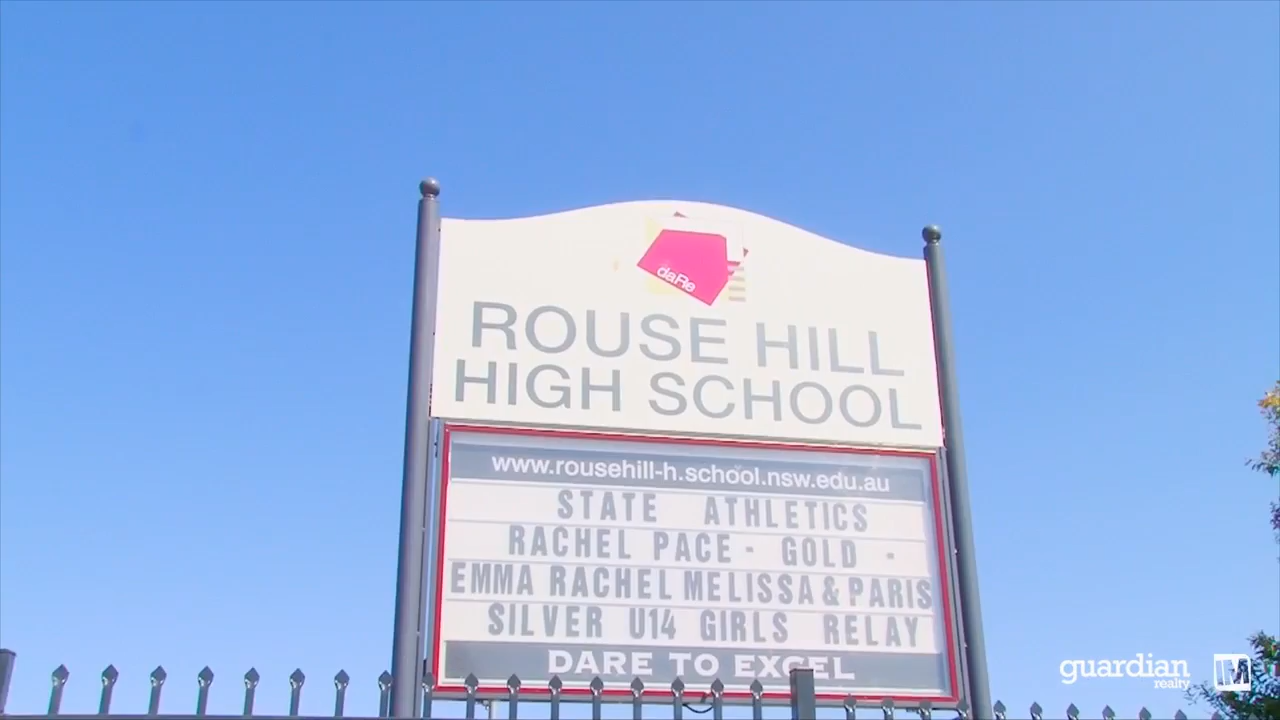 daRe
ROUSE HILL
HIGH SCHOOL
www.rousehill-h.school.nsw.edu.au
STATE ATHLETICS
RACHEL PACE - GOLD -
EMMA RACHEL MELISSA & PARIS
SILVER U14 GIRLS RELAY
DARE TO EXCEL
guardian
realty
IM